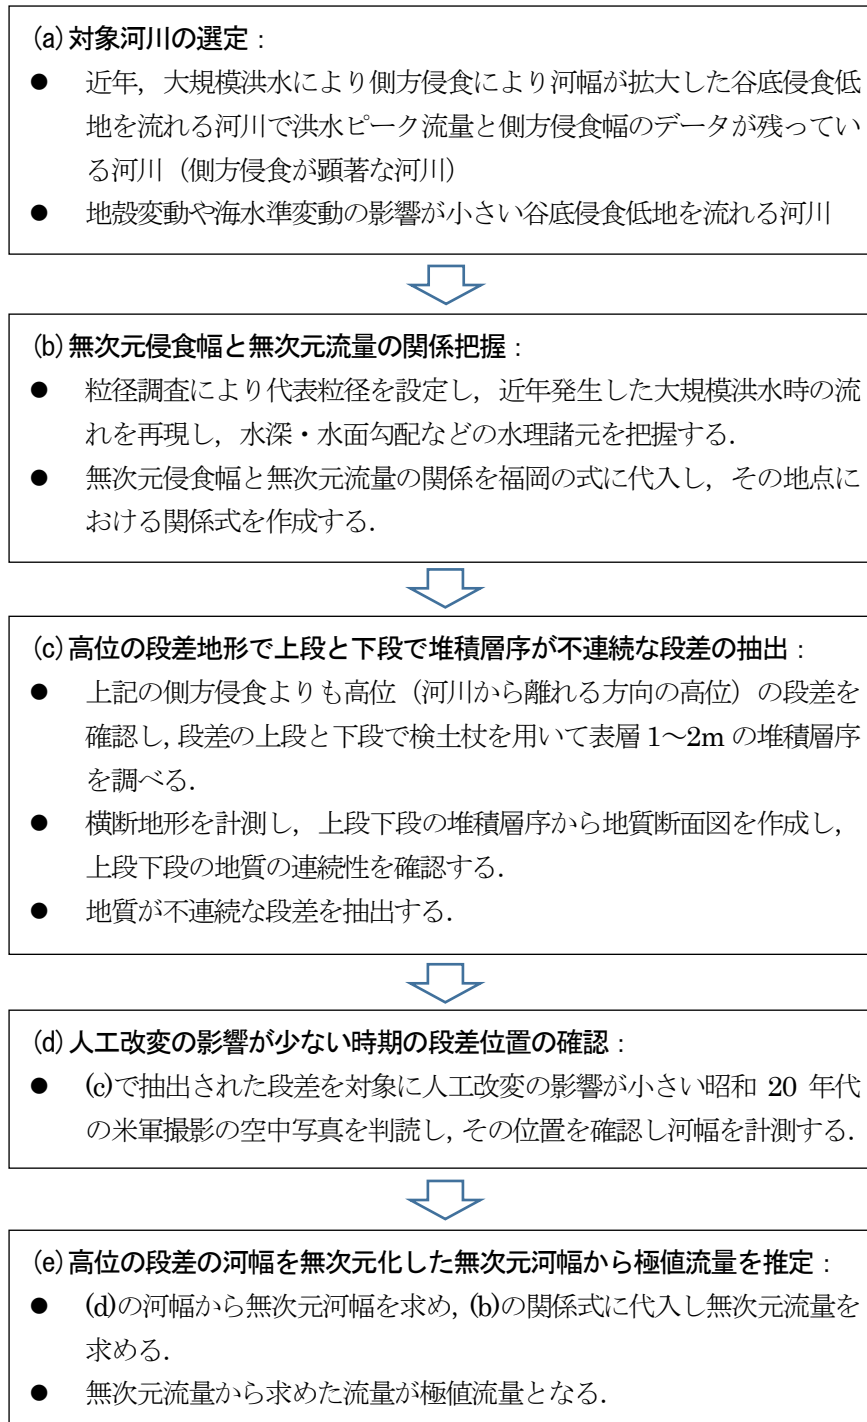 (a)対象河川の選定：
● 近年，大規模洪水により側方侵食により河幅が拡大した谷底侵食低
地を流れる河川で洪水ピーク流量と側方侵食幅のデータが残ってい
る河川（側方侵食が顕著な河川）
● 地殻変動や海水準変動の影響が小さい谷底侵食低地を流れる河川
(b)無次元侵食幅と無次元流量の関係把握：
● 粒径調査により代表粒径を設定し，近年発生した大規模洪水時の流
れを再現し，水深・水面勾配などの水理諸元を把握する．
● 無次元侵食幅と無次元流量の関係を福岡の式に代入し，その地点に
おける関係式を作成する．
(c)高位の段差地形で上段と下段で堆積層序が不連続な段差の抽出：
● 上記の側方侵食よりも高位（河川から離れる方向の高位）の段差を
確認し，段差の上段と下段で検土杖を用いて表層 1～2m の堆積層序
を調べる．
● 横断地形を計測し，上段下段の堆積層序から地質断面図を作成し，
上段下段の地質の連続性を確認する．
● 地質が不連続な段差を抽出する．
(d)人工改変の影響が少ない時期の段差位置の確認：
● (c)で抽出された段差を対象に人工改変の影響が小さい昭和 20 年代
の米軍撮影の空中写真を判読し，その位置を確認し河幅を計測する．
(e)高位の段差の河幅を無次元化した無次元河幅から極値流量を推定：
● (d)の河幅から無次元河幅を求め，(b)の関係式に代入し無次元流量を
求める．
● 無次元流量から求めた流量が極値流量となる．